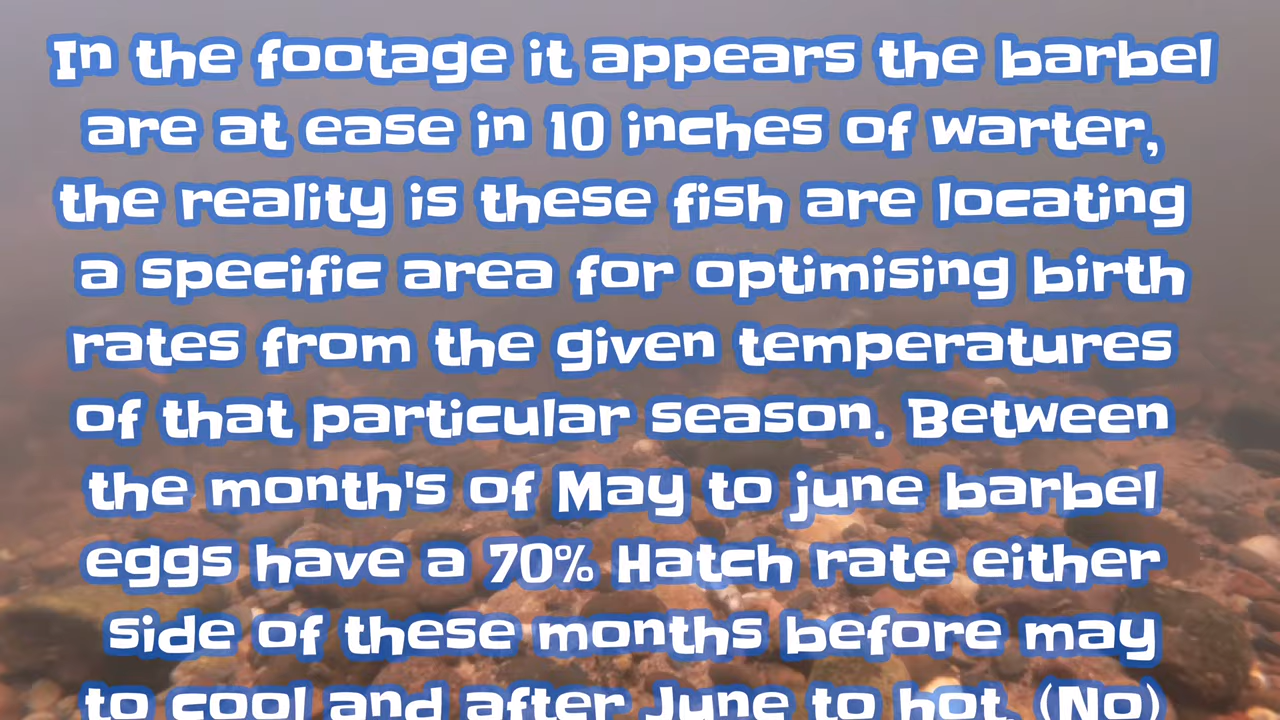 In the footage it appears the barbel
are at ease in 10 inches of warter,
the reality is these fish are locating
a specific area for optimising birth
rates from the given temperatures
of that particular season. Between
the month's of May to june barbel
eggs have a 70% Hatch rate either
side of these months before may
to cool and after June to hot. (No)